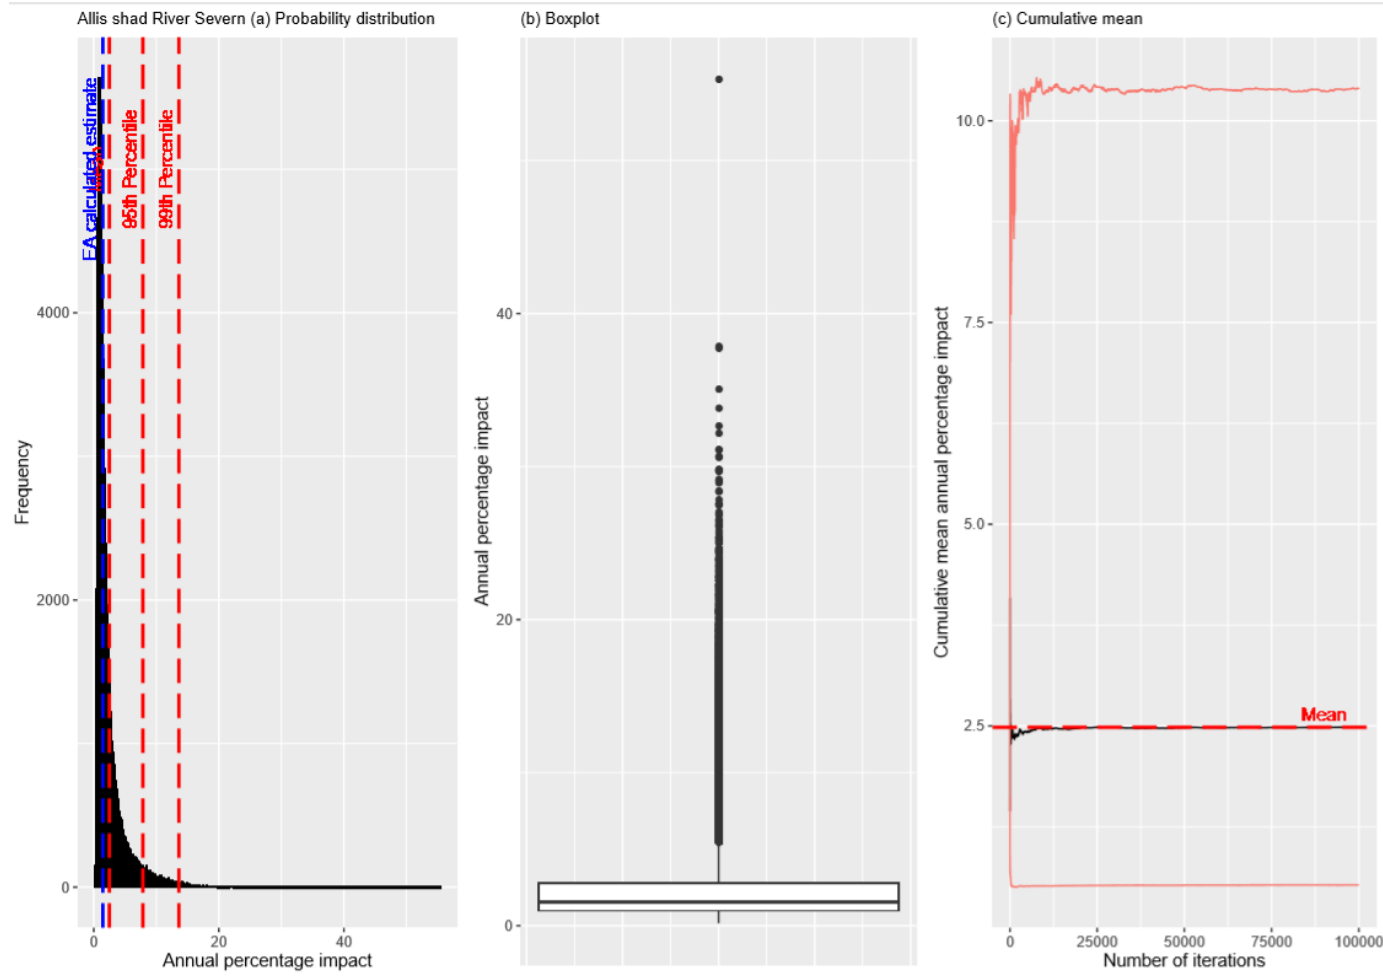 Allis shad River Severn (a) Probability distribution
Frequency
4000
2000
0
EA calculated estimate
Mean
95th Percentile
99th Percentile
0
20
40
Annual percentage impact
(b) Boxplot
Annual percentage impact
40
20
0
(c) Cumulative mean
Cumulative mean annual percentage impact
10.0
7.5
5.0
2.5
Mean
0
25000
50000
75000
100000
Number of iterations